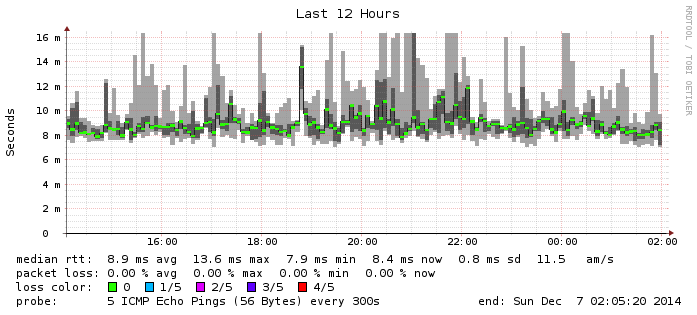 Last 12 Hours
RRDTOOL / TOBI OETIKER
Seconds
16 m
14 m
12 m
10 m
8 m
6 m
4 m
2 m
0
16:00 18:00 20:00 22:00 00:00 02:00
median rtt: 8.9 ms avg 13.6 ms max 7.9 ms min 8.4 ms now 0.8 ms sd 11.5 am/s
packet loss: 0.00 % avg 0.00 % max 0.00 % min 0.00 % now
loss color: 0 1/5 2/5 3/5 4/5
probe: 5 ICMP Echo Pings (56 Bytes) every 300s end: Sun Dec 7 02:05:20 2014